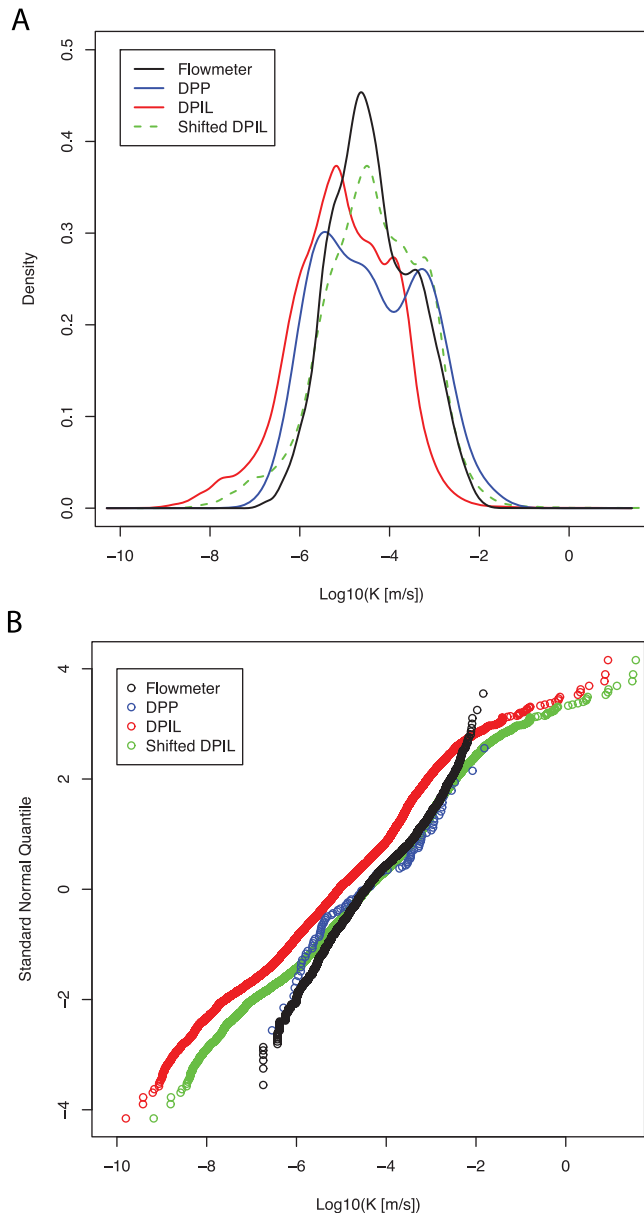 A
Flowmeter
DPP
DPIL
Shifted DPIL
Density
0.0
0.1
0.2
0.3
0.4
0.5
−10
−8
−6
−4
−2
0
Log10(K [m/s])
B
Flowmeter
DPP
DPIL
Shifted DPIL
Standard Normal Quantile
−4
−2
0
2
4
−10
−8
−6
−4
−2
0
Log10(K [m/s])